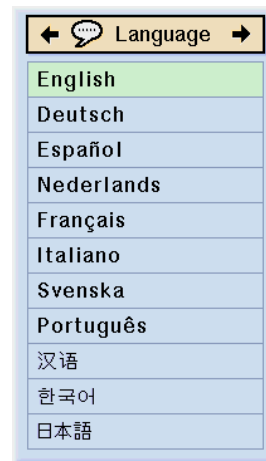 Language
English
Deutsch
Español
Nederlands
Français
Italiano
Svenska
Português
汉语
한국어
日本語